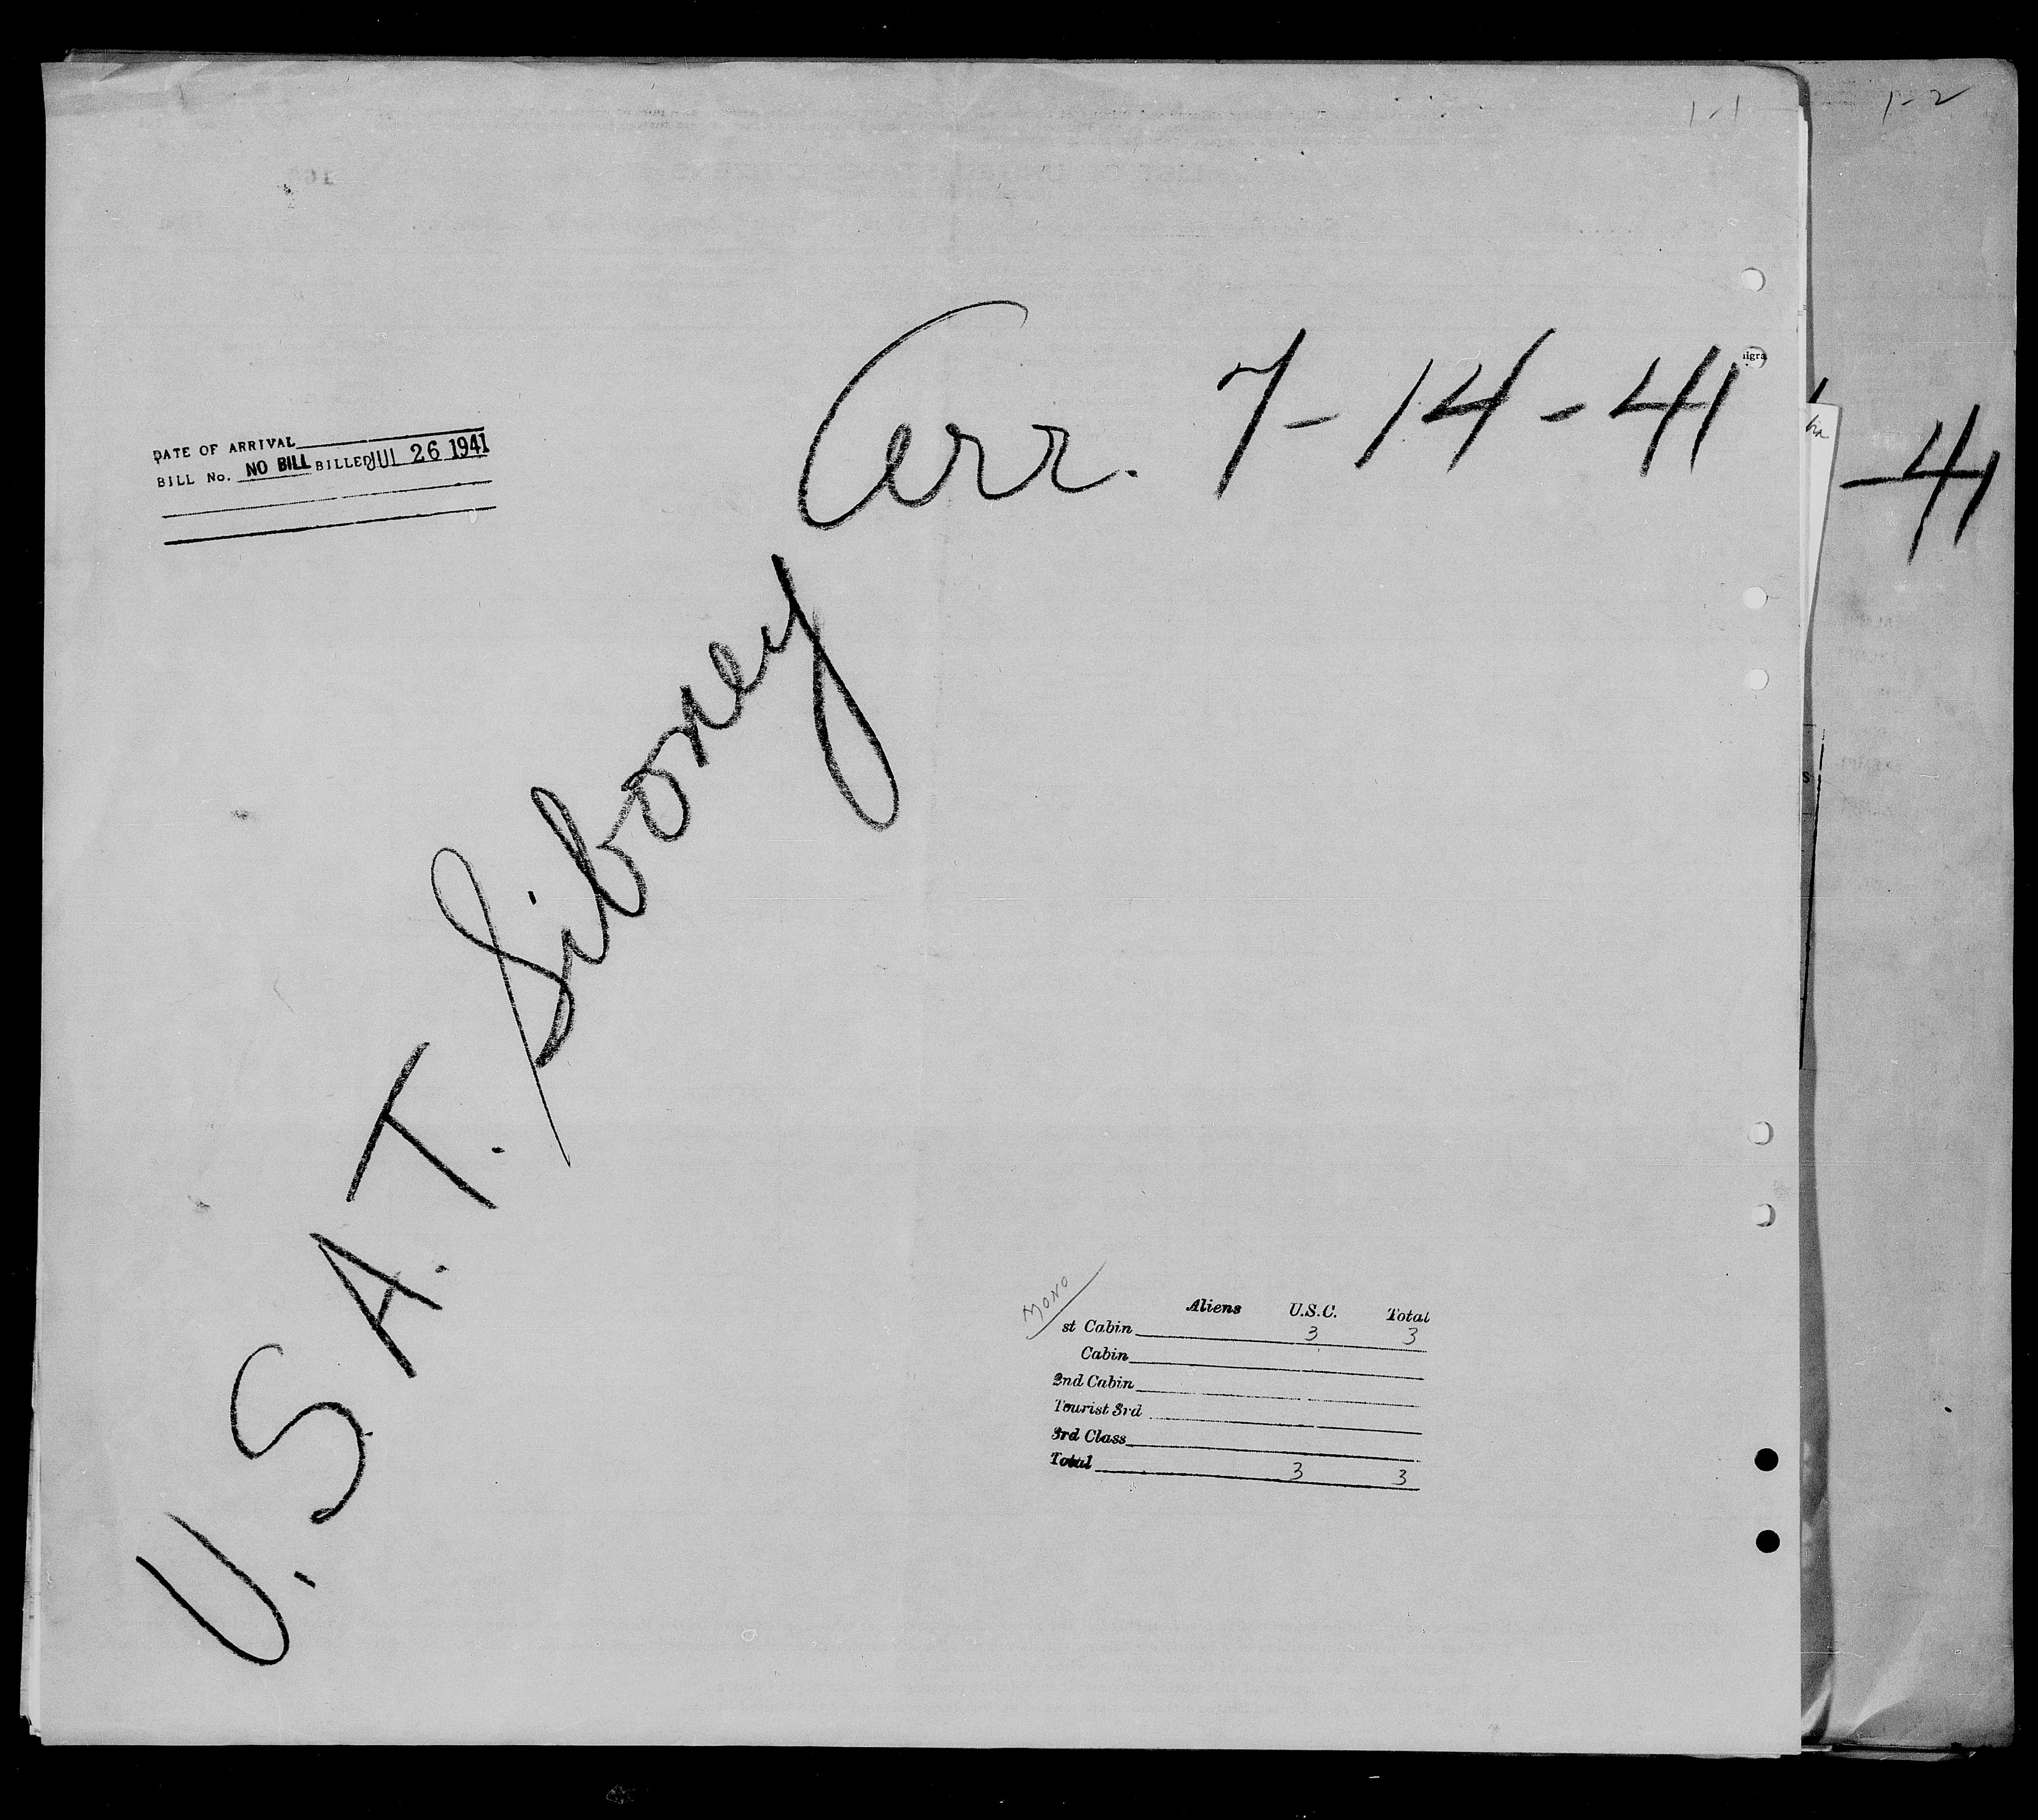 1-1
1-2
Arr. 7-14-41
-41
DATE OF ARRIVAL
BILL No. NO BILL BILLED JUL 26 1941
U.S.A.T. Siboney
MONO
Aliens U.S.C. Total
st Cabin 3 3
Cabin
2nd Cabin
Tourist 3rd
3rd Class
Total 3 3